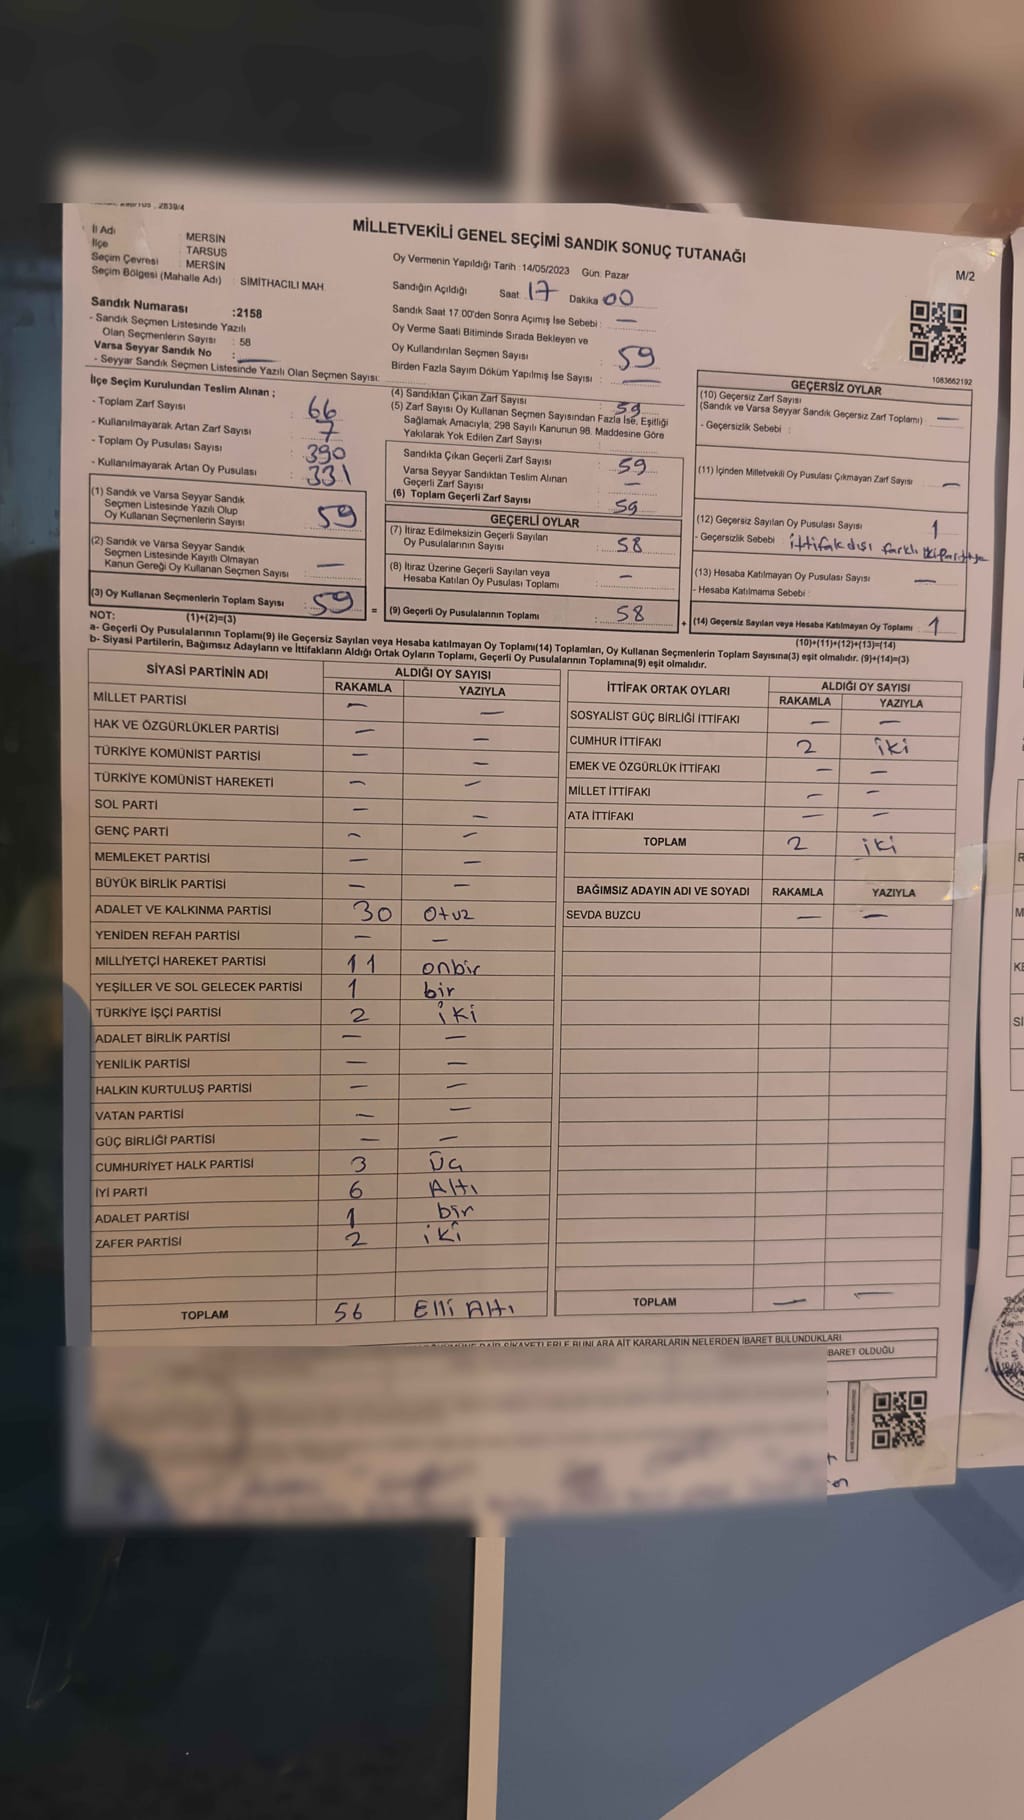 MİLLETVEKİLİ GENEL SEÇİMİ SANDIK SONUÇ TUTANAĞI
M/2
İl Adı : MERSİN
İlçe : TARSUS
Seçim Çevresi : MERSİN
Seçim Bölgesi (Mahalle Adı) : SİMİTHACILI MAH.
Oy Vermenin Yapıldığı Tarih : 14/05/2023 Gün: Pazar
Sandığın Açıldığı Saat 17 Dakika 00
Sandık Saat 17.00'den Sonra Açımış İse Sebebi : —
Oy Verme Saati Bitiminde Sırada Bekleyen ve
Oy Kullandırılan Seçmen Sayısı : 59
Birden Fazla Sayım Döküm Yapılmış İse Sayısı : —
Sandık Numarası :2158
- Sandık Seçmen Listesinde Yazılı
Olan Seçmenlerin Sayısı : 58
Varsa Seyyar Sandık No : —
- Seyyar Sandık Seçmen Listesinde Yazılı Olan Seçmen Sayısı:
1083662192
İlçe Seçim Kurulundan Teslim Alınan ;
- Toplam Zarf Sayısı : 66
- Kullanılmayarak Artan Zarf Sayısı : 7
- Toplam Oy Pusulası Sayısı : 390
- Kullanılmayarak Artan Oy Pusulası : 331
(1) Sandık ve Varsa Seyyar Sandık
Seçmen Listesinde Yazılı Olup
Oy Kullanan Seçmenlerin Sayısı : 59
(2) Sandık ve Varsa Seyyar Sandık
Seçmen Listesinde Kayıtlı Olmayan
Kanun Gereği Oy Kullanan Seçmen Sayısı : —
(3) Oy Kullanan Seçmenlerin Toplam Sayısı : 59
(1)+(2)=(3)
=
(4) Sandıktan Çıkan Zarf Sayısı : 59
(5) Zarf Sayısı Oy Kullanan Seçmen Sayısından Fazla İse, Eşitliği
Sağlamak Amacıyla; 298 Sayılı Kanunun 98. Maddesine Göre
Yakılarak Yok Edilen Zarf Sayısı :
Sandıkta Çıkan Geçerli Zarf Sayısı : 59
Varsa Seyyar Sandıktan Teslim Alınan
Geçerli Zarf Sayısı : —
(6) Toplam Geçerli Zarf Sayısı : 59
GEÇERLİ OYLAR
(7) İtiraz Edilmeksizin Geçerli Sayılan
Oy Pusulalarının Sayısı : 58
(8) İtiraz Üzerine Geçerli Sayılan veya
Hesaba Katılan Oy Pusulası Toplamı : —
(9) Geçerli Oy Pusulalarının Toplamı : 58
+
GEÇERSİZ OYLAR
(10) Geçersiz Zarf Sayısı
(Sandık ve Varsa Seyyar Sandık Geçersiz Zarf Toplamı) : —
- Geçersizlik Sebebi :
(11) İçinden Milletvekili Oy Pusulası Çıkmayan Zarf Sayısı : —
(12) Geçersiz Sayılan Oy Pusulası Sayısı : 1
- Geçersizlik Sebebi : ittifak dışı farklı iki
(13) Hesaba Katılmayan Oy Pusulası Sayısı : —
- Hesaba Katılmama Sebebi :
(14) Geçersiz Sayılan veya Hesaba Katılmayan Oy Toplamı : 1
(10)+(11)+(12)+(13)=(14)
NOT:
a- Geçerli Oy Pusulalarının Toplamı(9) ile Geçersiz Sayılan veya Hesaba katılmayan Oy Toplamı(14) Toplamları, Oy Kullanan Seçmenlerin Toplam Sayısına(3) eşit olmalıdır. (9)+(14)=(3)
b- Siyasi Partilerin, Bağımsız Adayların ve İttifakların Aldığı Ortak Oyların Toplamı, Geçerli Oy Pusulalarının Toplamına(9) eşit olmalıdır.
SİYASİ PARTİNİN ADI ALDIĞI OY SAYISI
RAKAMLA YAZIYLA
MİLLET PARTİSİ — —
HAK VE ÖZGÜRLÜKLER PARTİSİ — —
TÜRKİYE KOMÜNİST PARTİSİ — —
TÜRKİYE KOMÜNİST HAREKETİ — —
SOL PARTİ — —
GENÇ PARTİ — —
MEMLEKET PARTİSİ — —
BÜYÜK BİRLİK PARTİSİ — —
ADALET VE KALKINMA PARTİSİ 30 Otuz
YENİDEN REFAH PARTİSİ — —
MİLLİYETÇİ HAREKET PARTİSİ 11 onbir
YEŞİLLER VE SOL GELECEK PARTİSİ 1 bir
TÜRKİYE İŞÇİ PARTİSİ 2 iki
ADALET BİRLİK PARTİSİ — —
YENİLİK PARTİSİ — —
HALKIN KURTULUŞ PARTİSİ — —
VATAN PARTİSİ — —
GÜÇ BİRLİĞİ PARTİSİ — —
CUMHURİYET HALK PARTİSİ 3 Üç
İYİ PARTİ 6 Altı
ADALET PARTİSİ 1 bir
ZAFER PARTİSİ 2 iki
TOPLAM 56 Elli Altı
İTTİFAK ORTAK OYLARI ALDIĞI OY SAYISI
RAKAMLA YAZIYLA
SOSYALİST GÜÇ BİRLİĞİ İTTİFAKI — —
CUMHUR İTTİFAKI 2 iki
EMEK VE ÖZGÜRLÜK İTTİFAKI — —
MİLLET İTTİFAKI — —
ATA İTTİFAKI — —
TOPLAM 2 iki
BAĞIMSIZ ADAYIN ADI VE SOYADI RAKAMLA YAZIYLA
SEVDA BUZCU — —
TOPLAM — —
ŞİKAYETLERLE BUNLARA AİT KARARLARIN NELERDEN İBARET BULUNDUKLARI
BARET OLDUĞU